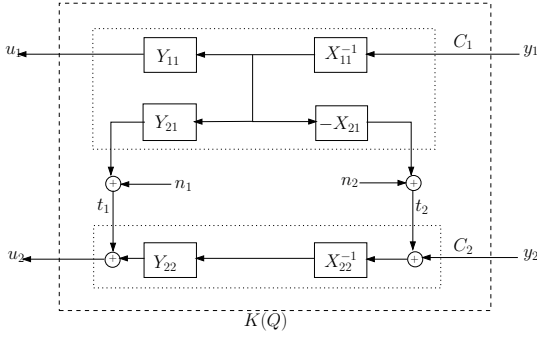 u₁ Y₁₁ X₁₁⁻¹ C₁ y₁
Y₂₁ −X₂₁
+ n₁ n₂ +
t₁ t₂
u₂ + Y₂₂ X₂₂⁻¹ + C₂ y₂
K(Q)